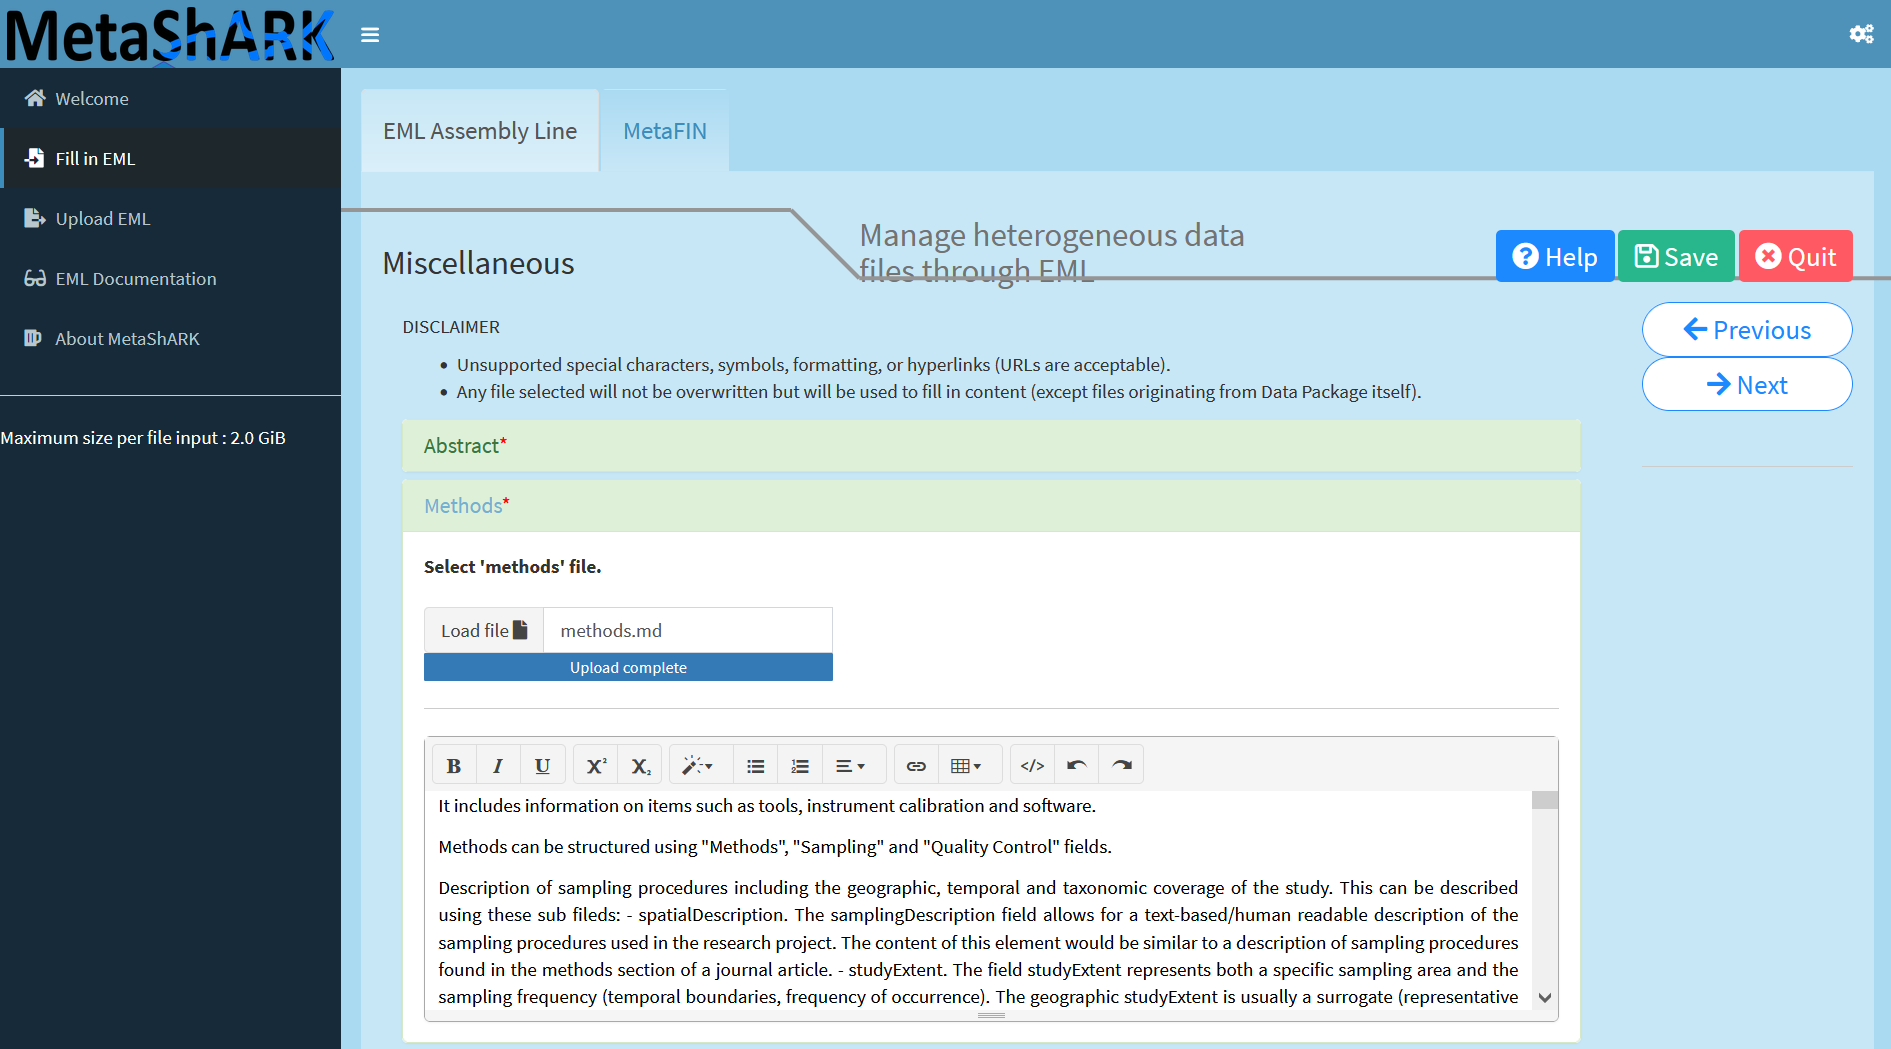 MetaShARK
Welcome
Fill in EML
Upload EML
EML Documentation
About MetaShARK
Maximum size per file input : 2.0 GiB
EML Assembly Line
MetaFIN
Manage heterogeneous data
files through EML
Miscellaneous
Help
Save
Quit
Previous
Next
DISCLAIMER
• Unsupported special characters, symbols, formatting, or hyperlinks (URLs are acceptable).
• Any file selected will not be overwritten but will be used to fill in content (except files originating from Data Package itself).
Abstract*
Methods*
Select 'methods' file.
Load file methods.md
Upload complete
B I U X² X₂ </>
It includes information on items such as tools, instrument calibration and software.
Methods can be structured using "Methods", "Sampling" and "Quality Control" fields.
Description of sampling procedures including the geographic, temporal and taxonomic coverage of the study. This can be described
using these sub fileds: - spatialDescription. The samplingDescription field allows for a text-based/human readable description of the
sampling procedures used in the research project. The content of this element would be similar to a description of sampling procedures
found in the methods section of a journal article. - studyExtent. The field studyExtent represents both a specific sampling area and the
sampling frequency (temporal boundaries, frequency of occurrence). The geographic studyExtent is usually a surrogate (representative